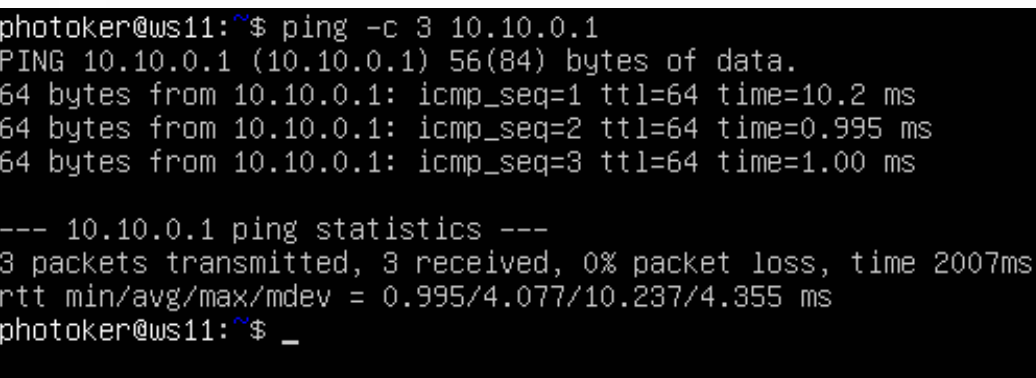 photoker@ws11:~$ ping -c 3 10.10.0.1
PING 10.10.0.1 (10.10.0.1) 56(84) bytes of data.
64 bytes from 10.10.0.1: icmp_seq=1 ttl=64 time=10.2 ms
64 bytes from 10.10.0.1: icmp_seq=2 ttl=64 time=0.995 ms
64 bytes from 10.10.0.1: icmp_seq=3 ttl=64 time=1.00 ms

--- 10.10.0.1 ping statistics ---
3 packets transmitted, 3 received, 0% packet loss, time 2007ms
rtt min/avg/max/mdev = 0.995/4.077/10.237/4.355 ms
photoker@ws11:~$ _